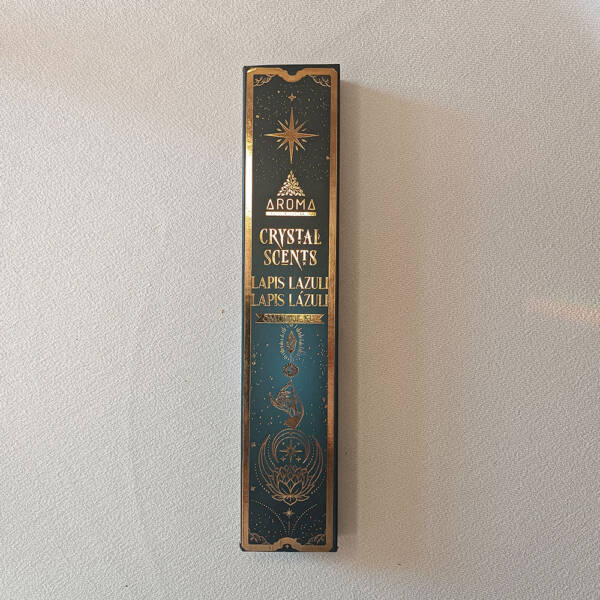 AROMA
CRYSTAL
SCENTS
LAPIS LAZULI
LAPIS LÁZULI